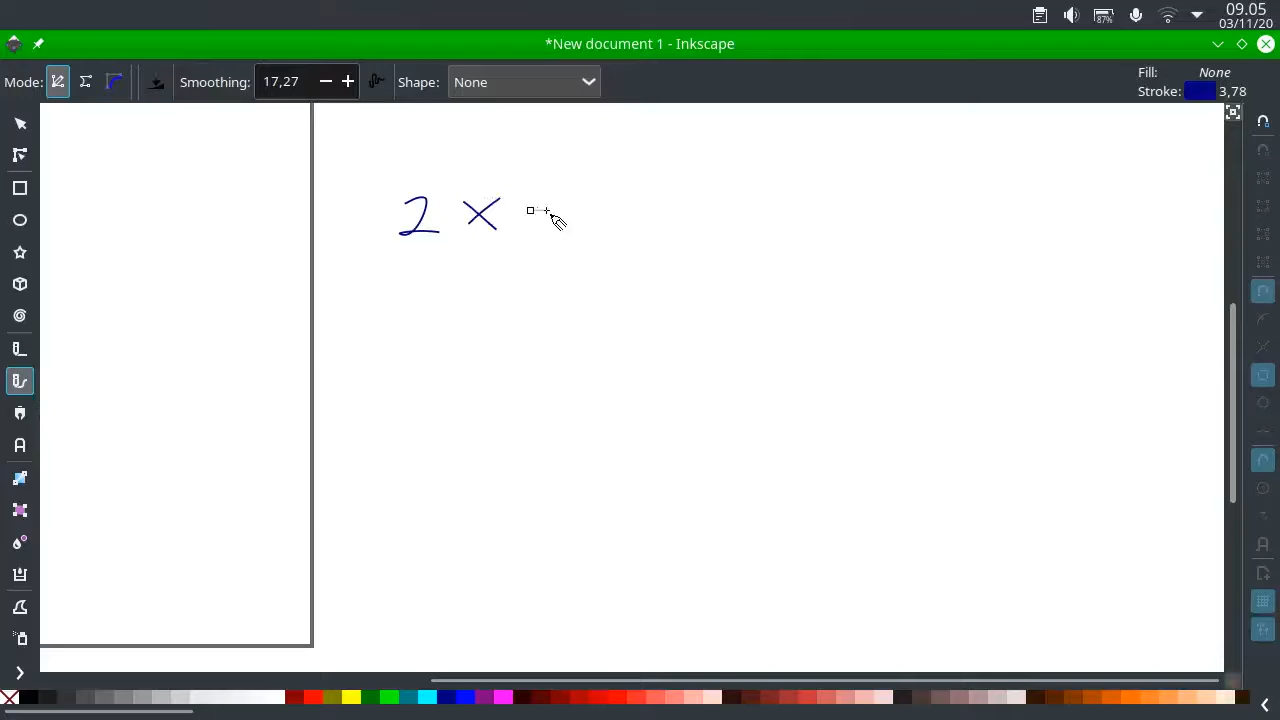 09.05
87%
03/11/20
*New document 1 - Inkscape
Mode:
Smoothing: 17,27
Shape: None
Fill: None
Stroke: 3,78
2 ×